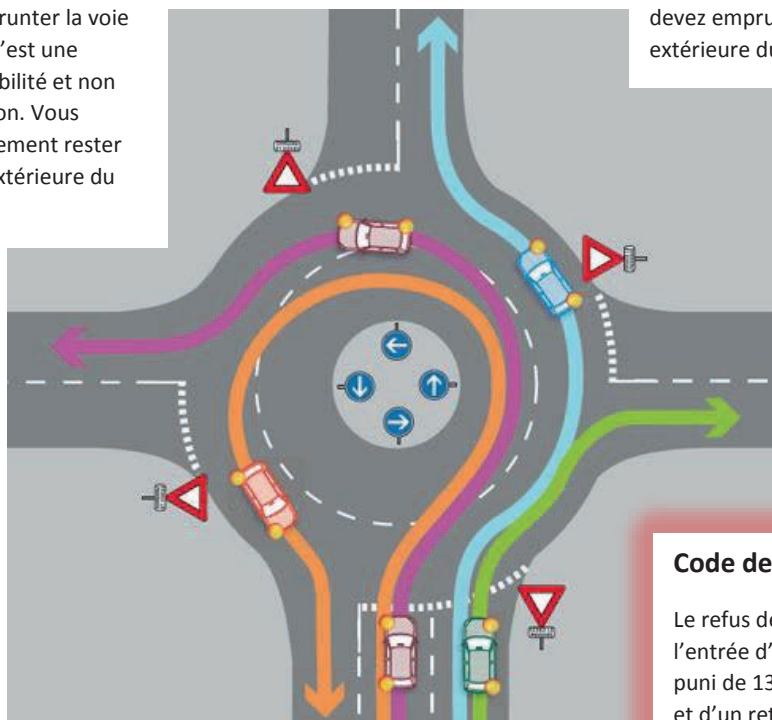 runter la voie
'est une
bilité et non
on. Vous
ement rester
xtérieure du
devez empru
extérieure du
Code de
Le refus de
l'entrée d'
puni de 13
et d'un ret